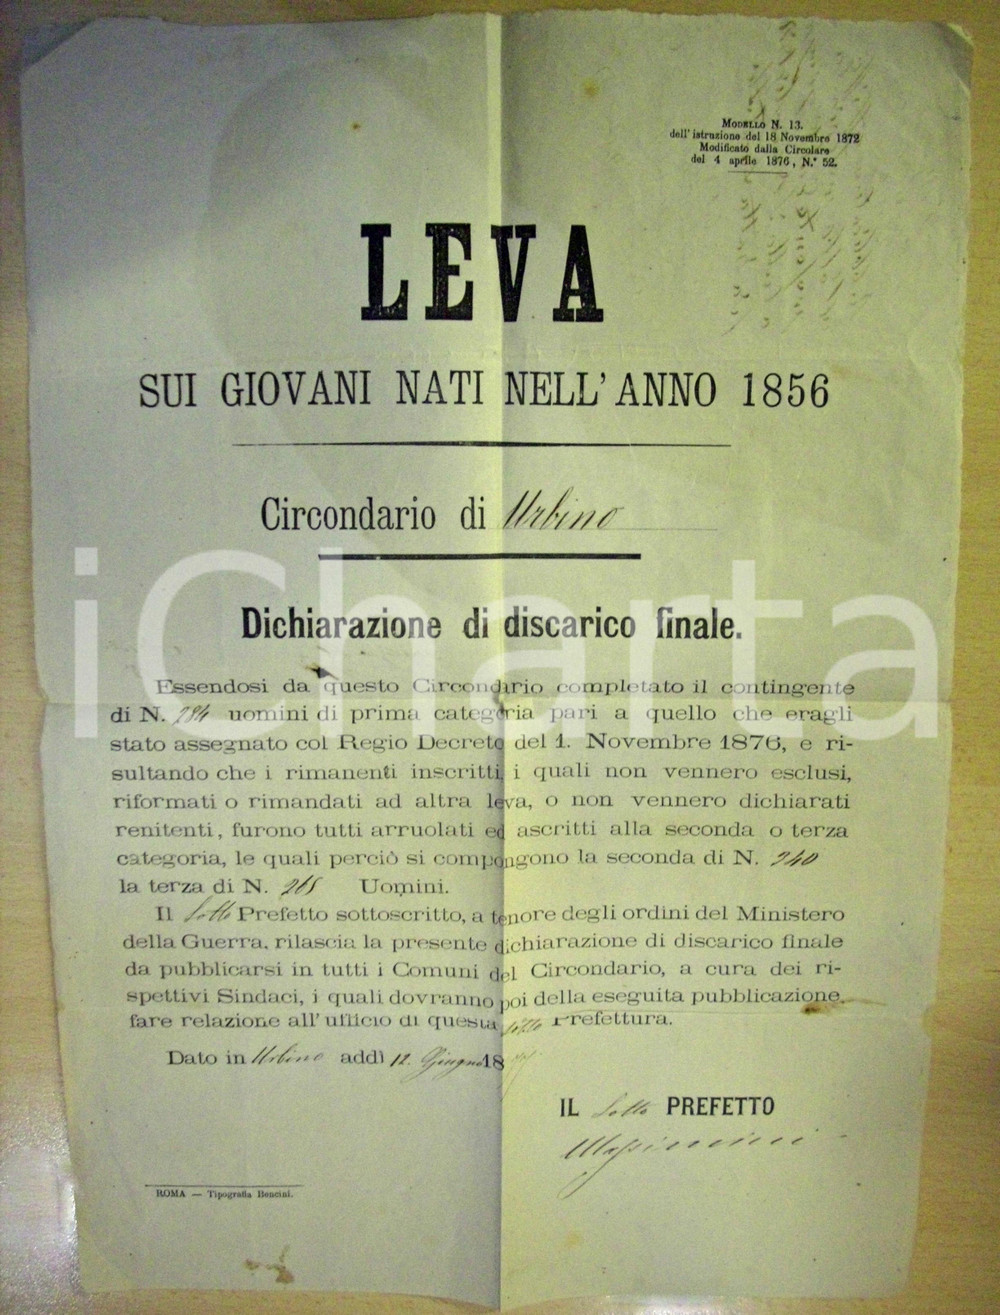 Modello N. 13.
dell'istruzione del 18 Novembre 1872
Modificato dalla Circolare
del 4 aprile 1876, N.° 52.
LEVA
SUI GIOVANI NATI NELL'ANNO 1856
Circondario di Urbino
iCharta
Dichiarazione di discarico finale.
Essendosi da questo Circondario completato il contingente
di N. 284 uomini di prima categoria pari a quello che eragli
stato assegnato col Regio Decreto del 1. Novembre 1876, e ri-
sultando che i rimanenti inscritti, i quali non vennero esclusi,
riformati o rimandati ad altra leva, o non vennero dichiarati
renitenti, furono tutti arruolati ed ascritti alla seconda o terza
categoria, le quali perciò si compongono la seconda di N. 240
la terza di N. 265 Uomini.
Il Sotto Prefetto sottoscritto, a tenore degli ordini del Ministero
della Guerra, rilascia la presente dichiarazione di discarico finale
da pubblicarsi in tutti i Comuni del Circondario, a cura dei ri-
spettivi Sindaci, i quali dovranno poi della eseguita pubblicazione
fare relazione all'ufficio di questa Sotto Prefettura.
Dato in Urbino addì 12 Giugno 18
IL Sotto PREFETTO
ROMA — Tipografia Bencini.